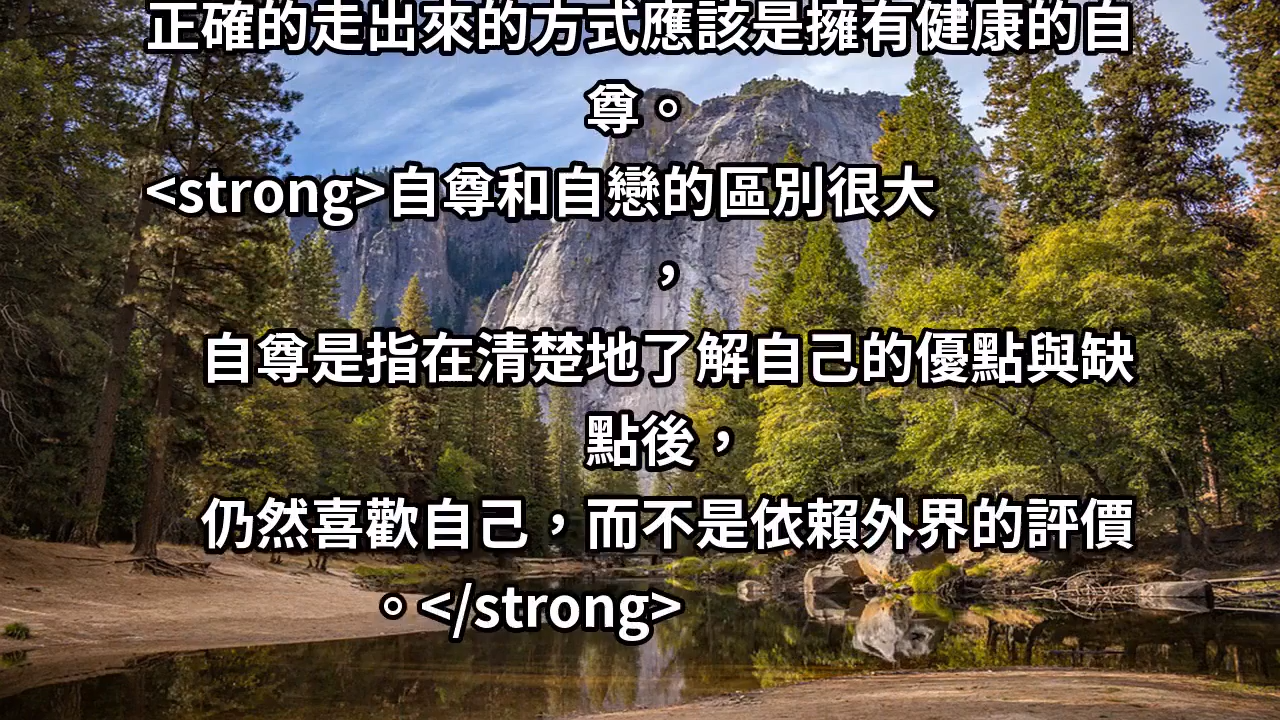 正確的走出來的方式應該是擁有健康的自
尊。
<strong>自尊和自戀的區別很大
，
自尊是指在清楚地了解自己的優點與缺
點後，
仍然喜歡自己，而不是依賴外界的評價
。</strong>